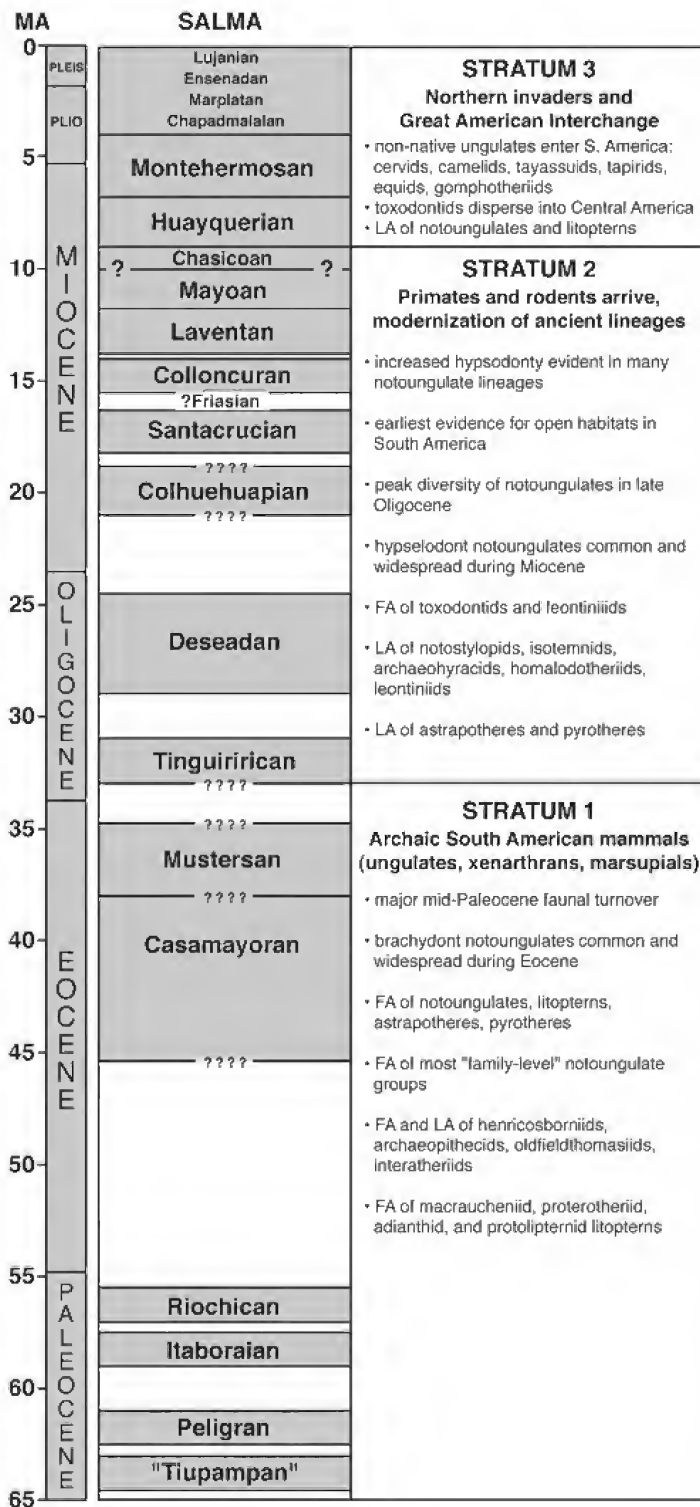 MA
SALMA
0
5
10
15
20
25
30
35
40
45
50
55
60
65
PLEIS
PLIO
MIOCENE
OLIGOCENE
EOCENE
PALEOCENE
Lujanian
Ensenadan
Marplatan
Chapadmalalan
Montehermosan
Huayquerian
Chasicoan
? ?
Mayoan
Laventan
Colloncuran
?Friasian
Santacrucian
????
Colhuehuapian
????
Deseadan
Tinguirirican
????
????
Mustersan
????
Casamayoran
????
Riochican
Itaboraian
Peligran
"Tiupampan"
STRATUM 3
Northern invaders and
Great American Interchange
• non-native ungulates enter S. America:
cervids, camelids, tayassuids, tapirids,
equids, gomphotheriids
• toxodontids disperse into Central America
• LA of notoungulates and litopterns
STRATUM 2
Primates and rodents arrive,
modernization of ancient lineages
• increased hypsodonty evident in many
notoungulate lineages
• earliest evidence for open habitats in
South America
• peak diversity of notoungulates in late
Oligocene
• hypselodont notoungulates common and
widespread during Miocene
• FA of toxodontids and leontiniiids
• LA of notostylopids, isotemnids,
archaeohyracids, homalodotheriids,
leontiniids
• LA of astrapotheres and pyrotheres
STRATUM 1
Archaic South American mammals
(ungulates, xenarthrans, marsupials)
• major mid-Paleocene faunal turnover
• brachydont notoungulates common and
widespread during Eocene
• FA of notoungulates, litopterns,
astrapotheres, pyrotheres
• FA of most "family-level" notoungulate
groups
• FA and LA of henricosborniids,
archaeopithecids, oldfieldthomasiids,
interatheriids
• FA of macraucheniid, proterotheriid,
adianthid, and protolipternid litopterns